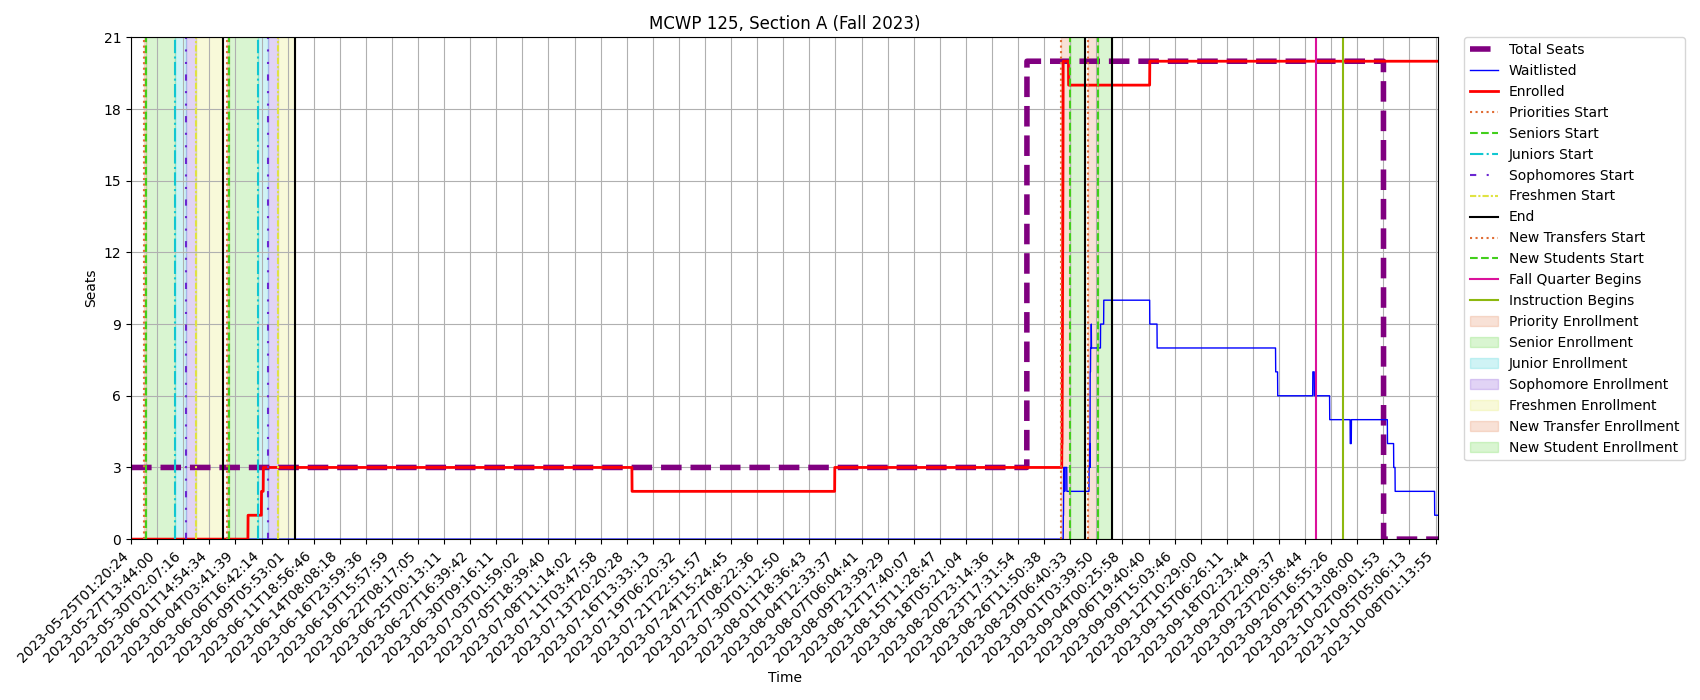 MCWP 125, Section A (Fall 2023)
Seats
21
18
15
12
9
6
3
0
2023-05-25T01:20:24
2023-05-27T13:44:00
2023-05-30T02:07:16
2023-06-01T14:54:34
2023-06-04T03:41:39
2023-06-06T16:42:14
2023-06-09T05:53:01
2023-06-11T18:56:46
2023-06-14T08:08:18
2023-06-16T23:59:36
2023-06-19T15:57:59
2023-06-22T08:17:05
2023-06-25T00:13:11
2023-06-27T16:39:42
2023-06-30T09:16:11
2023-07-03T01:59:02
2023-07-05T18:39:40
2023-07-08T11:14:02
2023-07-11T03:47:58
2023-07-13T20:20:28
2023-07-16T13:33:13
2023-07-19T06:20:32
2023-07-21T22:51:57
2023-07-24T15:24:45
2023-07-27T08:22:36
2023-07-30T01:12:50
2023-08-01T18:36:43
2023-08-04T12:33:37
2023-08-07T06:04:41
2023-08-09T23:39:29
2023-08-12T17:40:07
2023-08-15T11:28:47
2023-08-18T05:21:04
2023-08-20T23:14:36
2023-08-23T17:31:54
2023-08-26T11:50:38
2023-08-29T06:40:33
2023-09-01T03:39:50
2023-09-04T00:25:58
2023-09-06T19:40:40
2023-09-09T15:03:46
2023-09-12T10:29:00
2023-09-15T06:26:11
2023-09-18T02:23:44
2023-09-20T22:09:37
2023-09-23T20:58:44
2023-09-26T16:55:26
2023-09-29T13:08:00
2023-10-02T09:01:53
2023-10-05T05:06:13
2023-10-08T01:13:55
Time
Total Seats
Waitlisted
Enrolled
Priorities Start
Seniors Start
Juniors Start
Sophomores Start
Freshmen Start
End
New Transfers Start
New Students Start
Fall Quarter Begins
Instruction Begins
Priority Enrollment
Senior Enrollment
Junior Enrollment
Sophomore Enrollment
Freshmen Enrollment
New Transfer Enrollment
New Student Enrollment